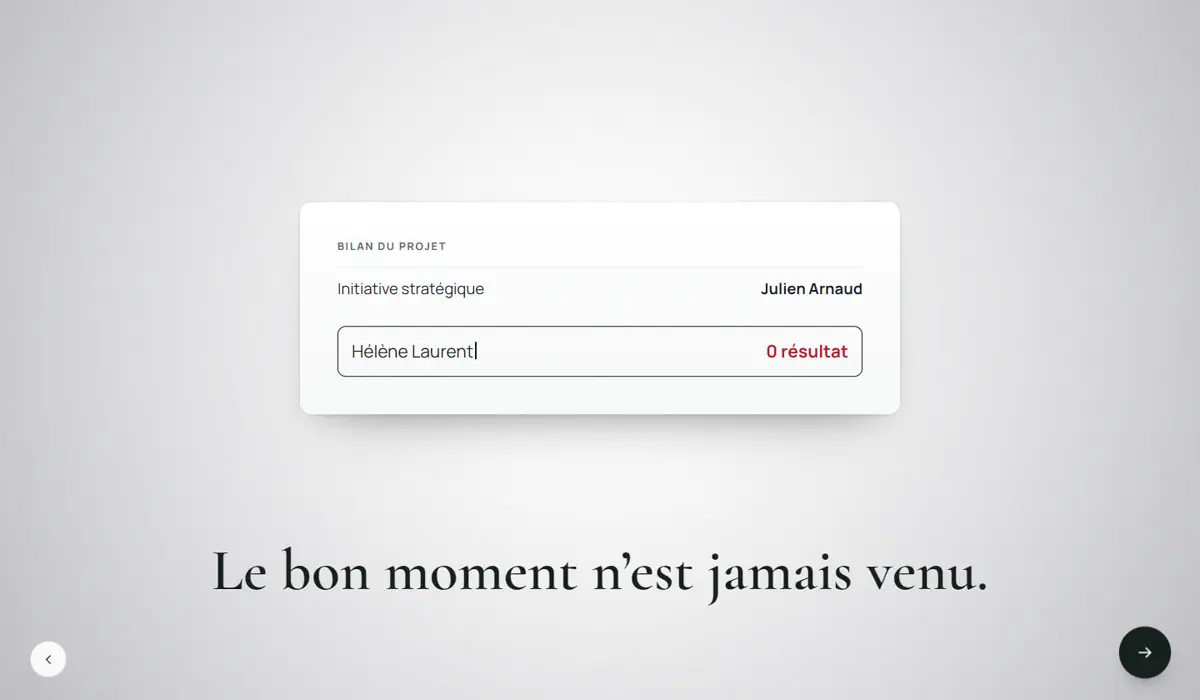 BILAN DU PROJET
Initiative stratégique Julien Arnaud
Hélène Laurent 0 résultat
Le bon moment n’est jamais venu.